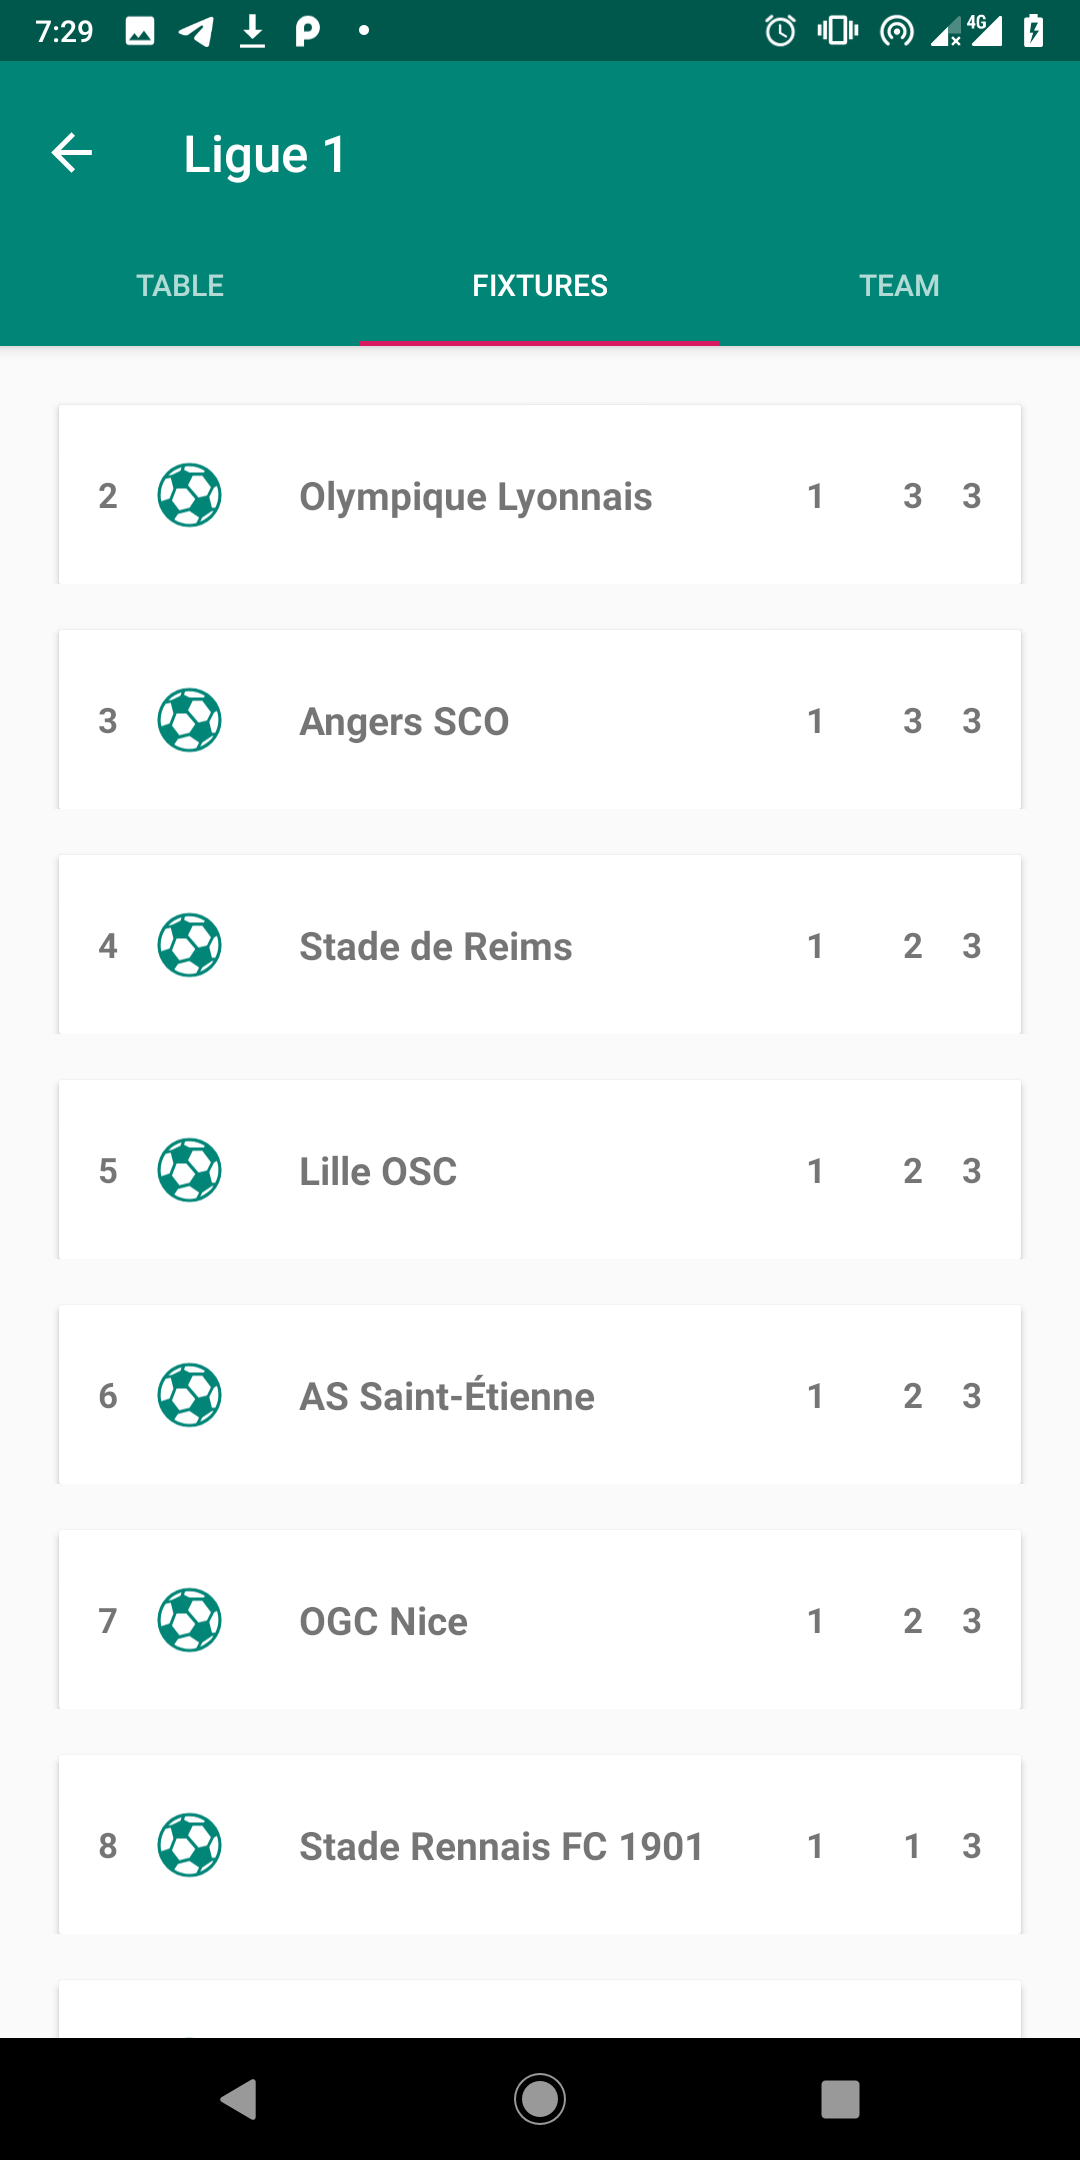 7:29 4G
Ligue 1
TABLE FIXTURES TEAM
2 Olympique Lyonnais 1 3 3
3 Angers SCO 1 3 3
4 Stade de Reims 1 2 3
5 Lille OSC 1 2 3
6 AS Saint-Étienne 1 2 3
7 OGC Nice 1 2 3
8 Stade Rennais FC 1901 1 1 3